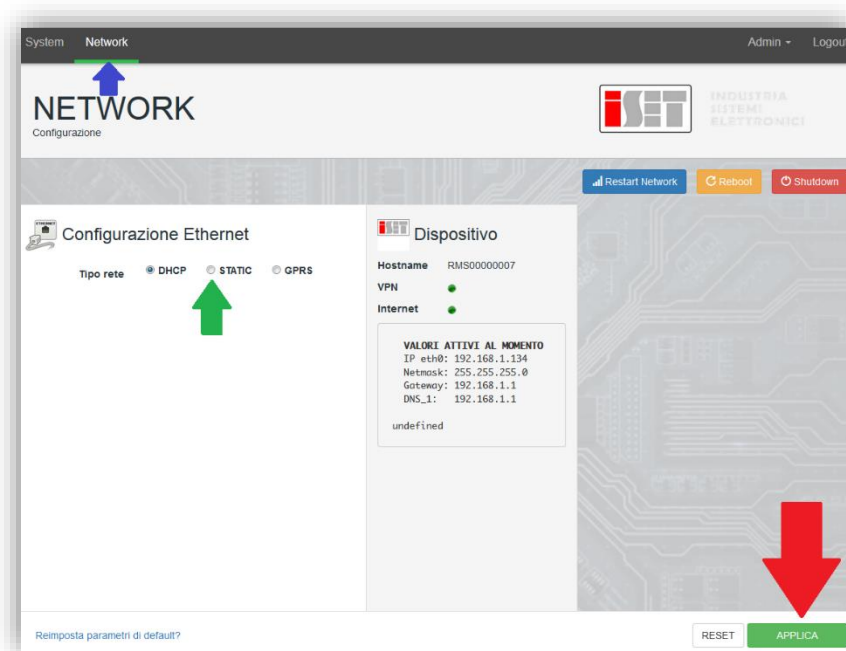 System Network Admin Logout
NETWORK
Configurazione
iSET
INDUSTRIA
SISTEMI
ELETTRONICI
Restart Network Reboot Shutdown
Configurazione Ethernet
Tipo rete DHCP STATIC GPRS
iSET Dispositivo
Hostname RMS00000007
VPN
Internet
VALORI ATTIVI AL MOMENTO
IP eth0: 192.168.1.134
Netmask: 255.255.255.0
Gateway: 192.168.1.1
DNS_1: 192.168.1.1
undefined
Reimposta parametri di default? RESET APPLICA